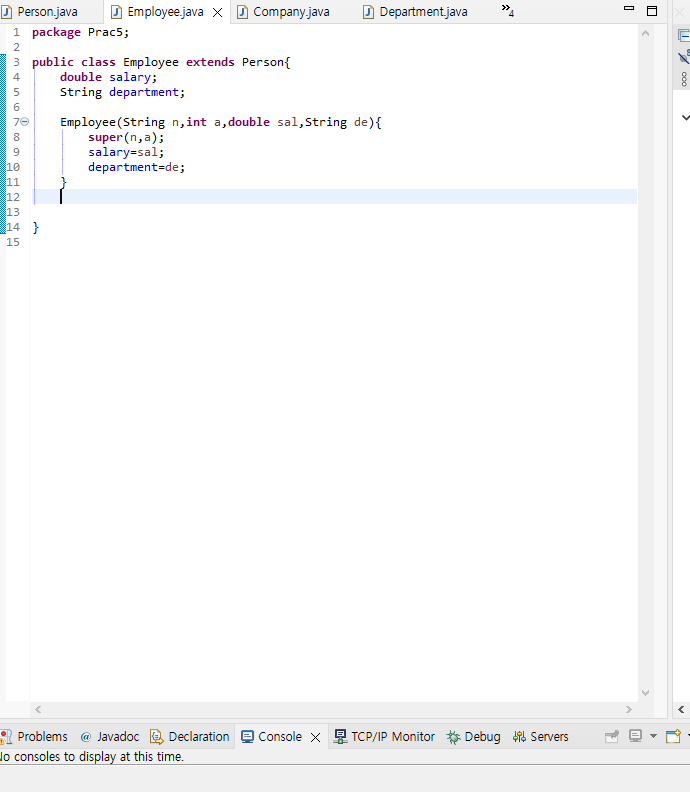 Person.java
Employee.java
Company.java
Department.java
4
1 package Prac5;
2
3 public class Employee extends Person{
4 double salary;
5 String department;
6
7 Employee(String n,int a,double sal,String de){
8 super(n,a);
9 salary=sal;
10 department=de;
11 }
12
13
14 }
15
Problems @ Javadoc Declaration Console TCP/IP Monitor Debug Servers
No consoles to display at this time.